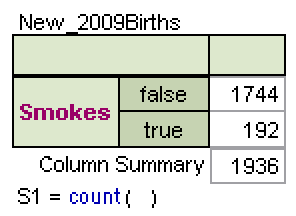 New_2009Births
Smokes
false 1744
true 192
Column Summary 1936
S1 = count( )